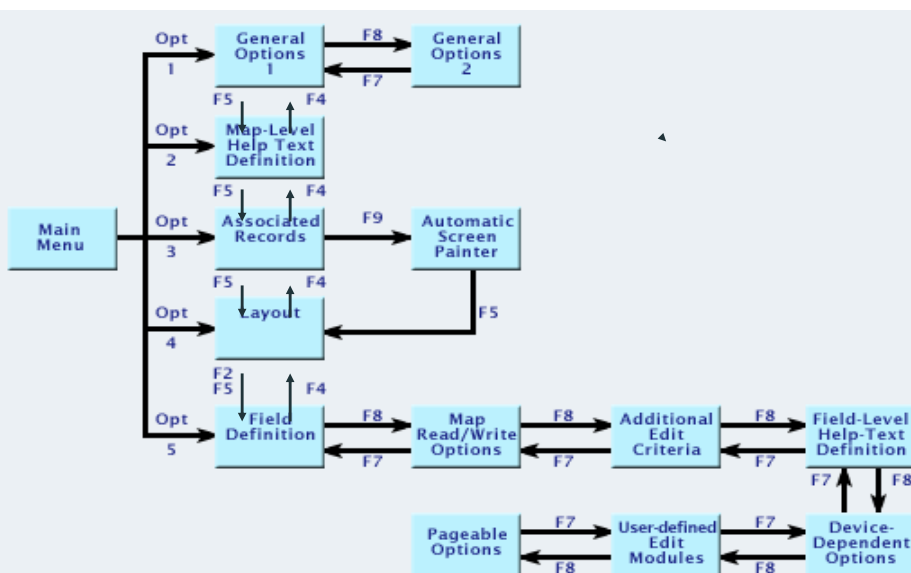 Opt
1
General
Options
1
F8
F7
General
Options
2
F5
F4
Opt
2
Map-Level
Help Text
Definition
F5
F4
Main
Menu
Opt
3
Associated
Records
F9
Automatic
Screen
Painter
F5
F4
F5
Opt
4
Layout
F2
F5
F4
Opt
5
Field
Definition
F8
F7
Map
Read/Write
Options
F8
F7
Additional
Edit
Criteria
F8
F7
Field-Level
Help-Text
Definition
F7
F8
Pageable
Options
F7
F8
User-defined
Edit
Modules
F7
F8
Device-
Dependent
Options